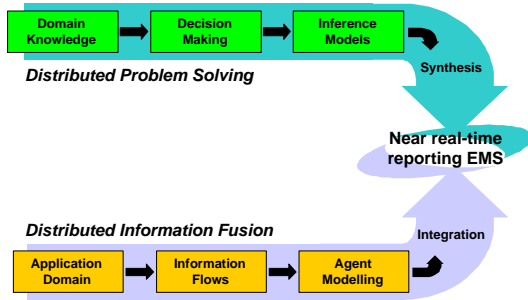 Domain
Knowledge
Decision
Making
Inference
Models
Synthesis
Distributed Problem Solving
Near real-time
reporting EMS
Distributed Information Fusion
Integration
Application
Domain
Information
Flows
Agent
Modelling